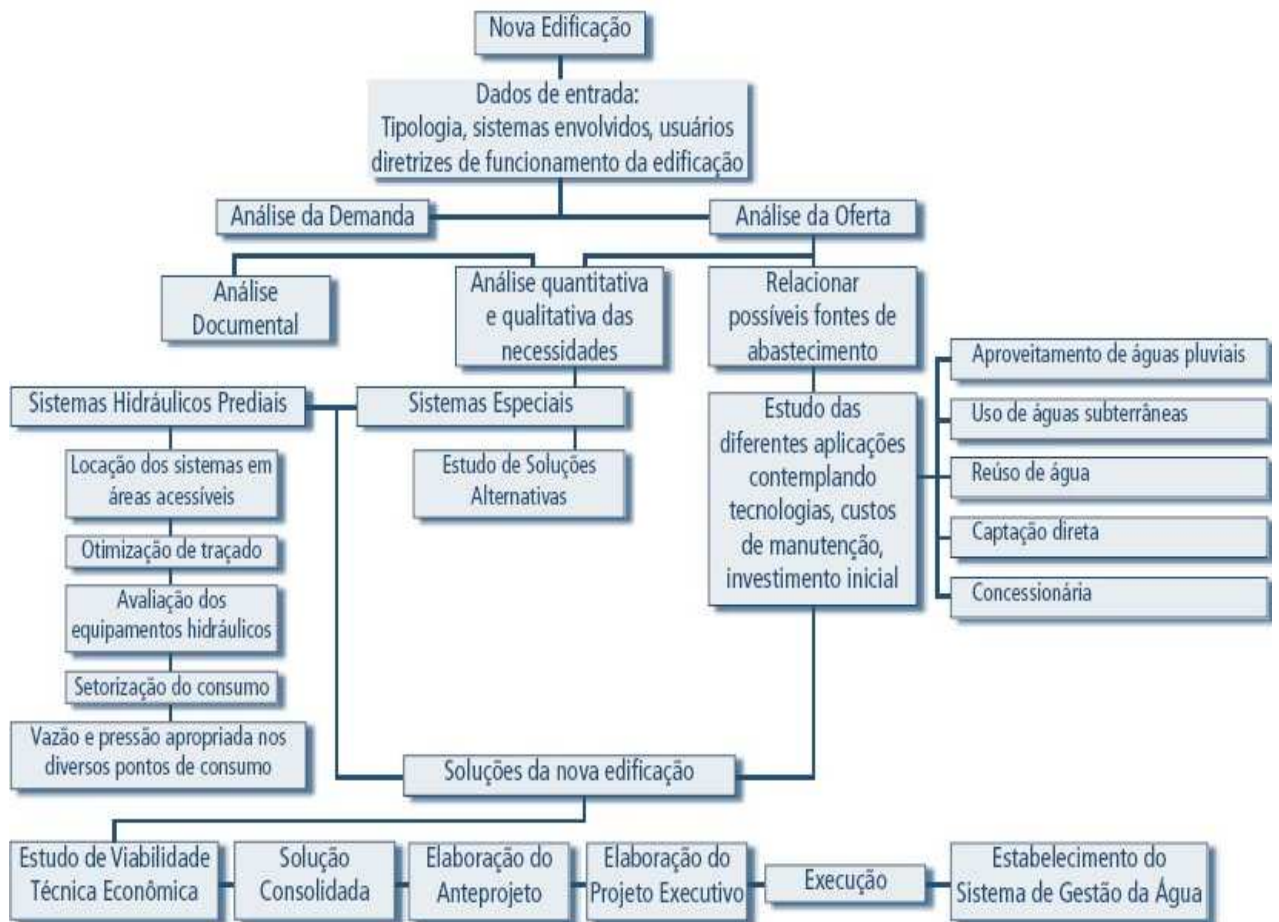 Nova Edificação
Dados de entrada:
Tipologia, sistemas envolvidos, usuários
diretrizes de funcionamento da edificação
Análise da Demanda
Análise da Oferta
Análise
Documental
Análise quantitativa
e qualitativa das
necessidades
Relacionar
possíveis fontes de
abastecimento
Sistemas Hidráulicos Prediais
Sistemas Especiais
Locação dos sistemas em
áreas acessíveis
Otimização de traçado
Avaliação dos
equipamentos hidráulicos
Setorização do consumo
Vazão e pressão apropriada nos
diversos pontos de consumo
Estudo de Soluções
Alternativas
Estudo das
diferentes aplicações
contemplando
tecnologias, custos
de manutenção,
investimento inicial
Aproveitamento de águas pluviais
Uso de águas subterrâneas
Reúso de água
Captação direta
Concessionária
Soluções da nova edificação
Estudo de Viabilidade
Técnica Econômica
Solução
Consolidada
Elaboração do
Anteprojeto
Elaboração do
Projeto Executivo
Execução
Estabelecimento do
Sistema de Gestão da Água